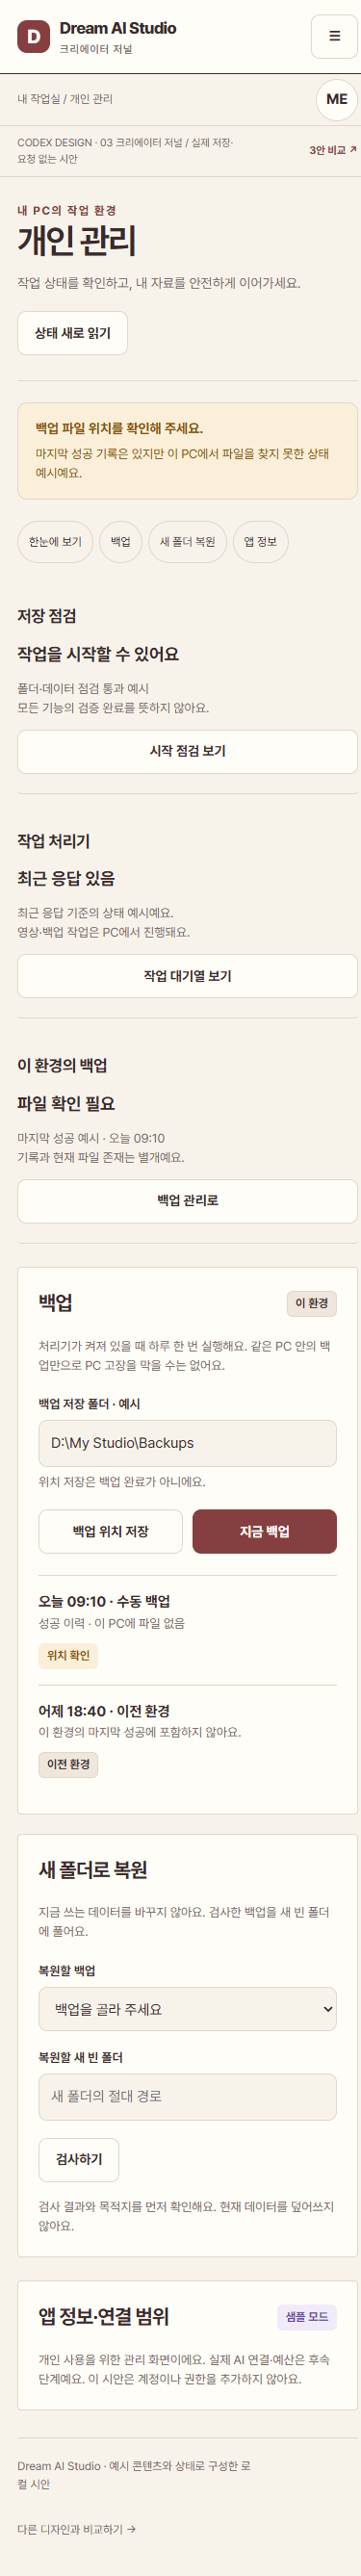 D
Dream AI Studio
크리에이터 저널
☰
내 작업실 / 개인 관리
ME
CODEX DESIGN · 03 크리에이터 저널 / 실제 저장·
요청 없는 시안
3안 비교 ↗
내 PC의 작업 환경
개인 관리
작업 상태를 확인하고, 내 자료를 안전하게 이어가세요.
상태 새로 읽기
백업 파일 위치를 확인해 주세요.
마지막 성공 기록은 있지만 이 PC에서 파일을 찾지 못한 상태
예시예요.
한눈에 보기
백업
새 폴더 복원
앱 정보
저장 점검
작업을 시작할 수 있어요
폴더·데이터 점검 통과 예시
모든 기능의 검증 완료를 뜻하지 않아요.
시작 점검 보기
작업 처리기
최근 응답 있음
최근 응답 기준의 상태 예시예요.
영상·백업 작업은 PC에서 진행돼요.
작업 대기열 보기
이 환경의 백업
파일 확인 필요
마지막 성공 예시 · 오늘 09:10
기록과 현재 파일 존재는 별개예요.
백업 관리로
백업
이 환경
처리기가 켜져 있을 때 하루 한 번 실행해요. 같은 PC 안의 백
업만으로 PC 고장을 막을 수는 없어요.
백업 저장 폴더 · 예시
D:\My Studio\Backups
위치 저장은 백업 완료가 아니에요.
백업 위치 저장
지금 백업
오늘 09:10 · 수동 백업
성공 이력 · 이 PC에 파일 없음
위치 확인
어제 18:40 · 이전 환경
이 환경의 마지막 성공에 포함하지 않아요.
이전 환경
새 폴더로 복원
지금 쓰는 데이터를 바꾸지 않아요. 검사한 백업을 새 빈 폴더
에 풀어요.
복원할 백업
백업을 골라 주세요
복원할 새 빈 폴더
새 폴더의 절대 경로
검사하기
검사 결과와 목적지를 먼저 확인해요. 현재 데이터를 덮어쓰지
않아요.
앱 정보·연결 범위
샘플 모드
개인 사용을 위한 관리 화면이에요. 실제 AI 연결·예산은 후속
단계예요. 이 시안은 계정이나 권한을 추가하지 않아요.
Dream AI Studio · 예시 콘텐츠와 상태로 구성한 로
컬 시안
다른 디자인과 비교하기 →